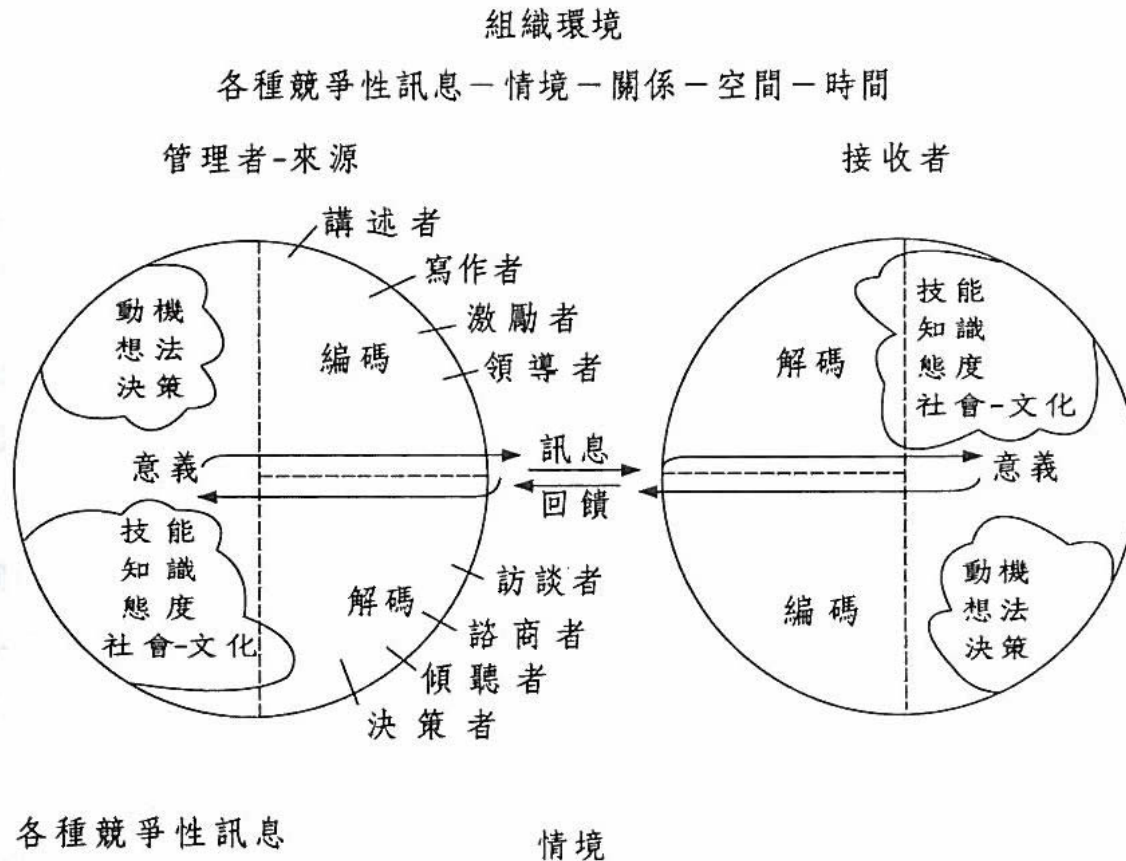 組織環境
各種競爭性訊息－情境－關係－空間－時間
管理者-來源
接收者
講述者
寫作者
激勵者
領導者
動機
想法
決策
編碼
解碼
技能
知識
態度
社會-文化
意義
訊息
回饋
意義
技能
知識
態度
社會-文化
解碼
訪談者
諮商者
傾聽者
決策者
編碼
動機
想法
決策
各種競爭性訊息
情境